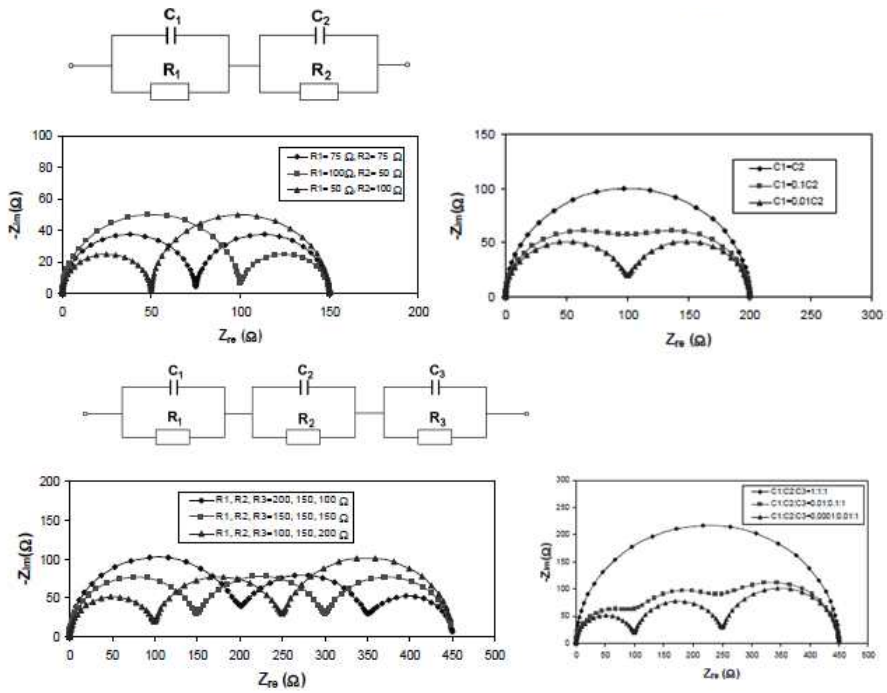 C₁ C₂
R₁ R₂
100
80
60
40
20
0
-Zim(Ω)
R1= 75 Ω, R2= 75 Ω
R1=100Ω, R2= 50 Ω
R1= 50 Ω, R2=100 Ω
0 50 100 150 200
Zre (Ω)
150
100
50
0
-Zim(Ω)
C1=C2
C1=0.1C2
C1=0.01C2
0 100 200 300
Zre (Ω)
C₁ C₂ C₃
R₁ R₂ R₃
200
150
100
50
0
-Zim(Ω)
R1, R2, R3=200, 150, 100 Ω
R1, R2, R3=150, 150, 150 Ω
R1, R2, R3=100, 150, 200 Ω
0 50 100 150 200 250 300 350 400 450 500
Zre (Ω)
300
250
200
150
100
50
0
-Zim(Ω)
C1:C2:C3=1:1:1
C1:C2:C3=0.01:0.1:1
C1:C2:C3=0.0001:0.01:1
0 50 100 150 200 250 300 350 400 450 500
Zre (Ω)